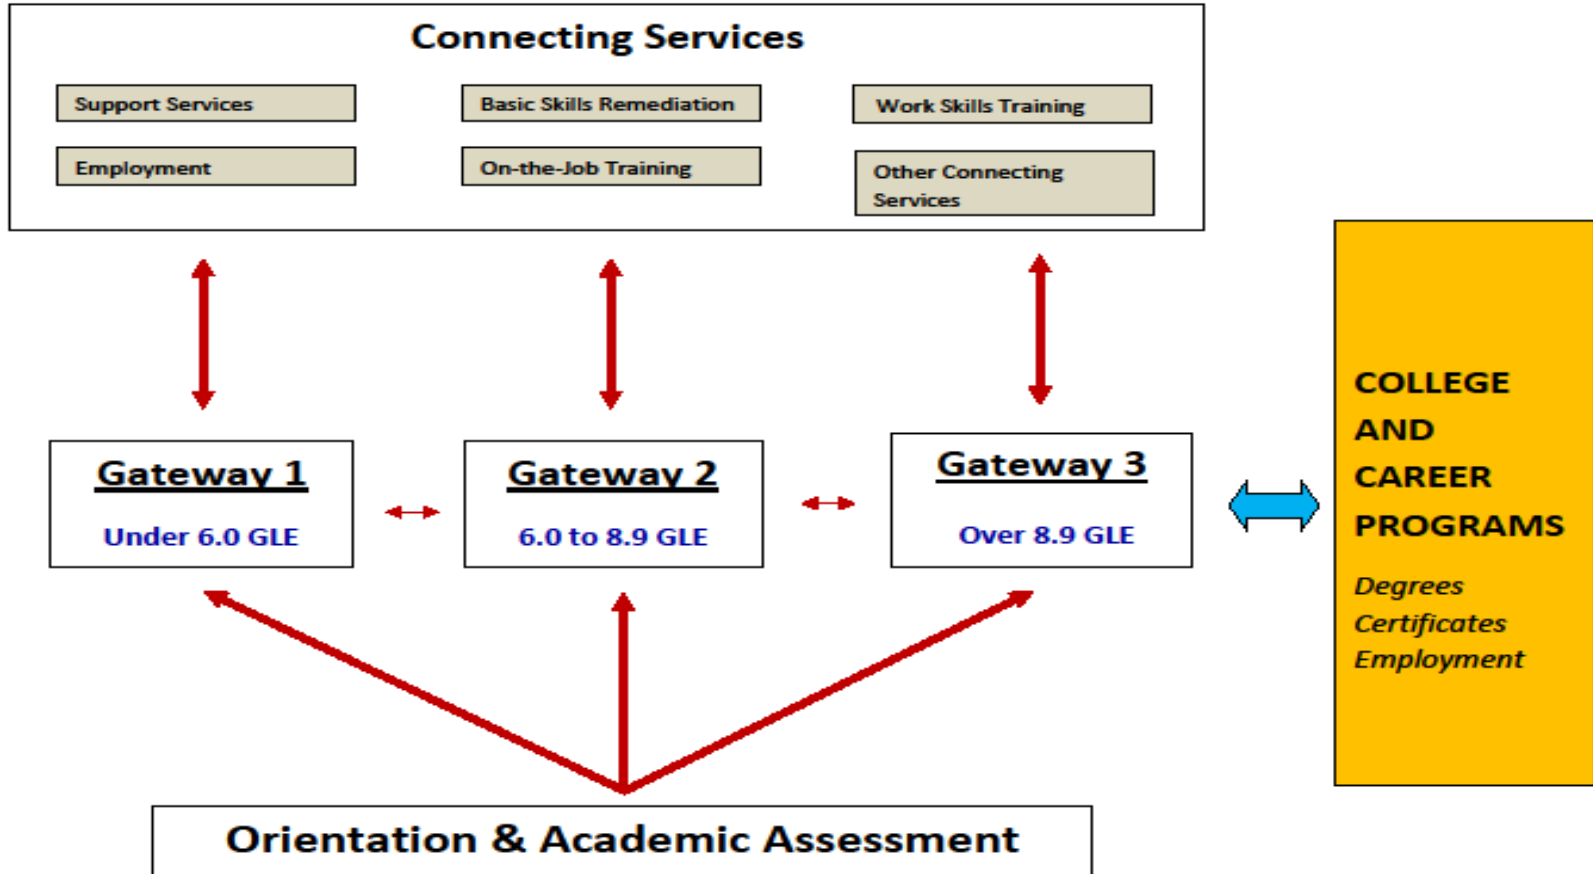 Connecting Services
Support Services
Basic Skills Remediation
Work Skills Training
Employment
On-the-Job Training
Other Connecting
Services
Gateway 1
Under 6.0 GLE
Gateway 2
6.0 to 8.9 GLE
Gateway 3
Over 8.9 GLE
COLLEGE
AND
CAREER
PROGRAMS
Degrees
Certificates
Employment
Orientation & Academic Assessment